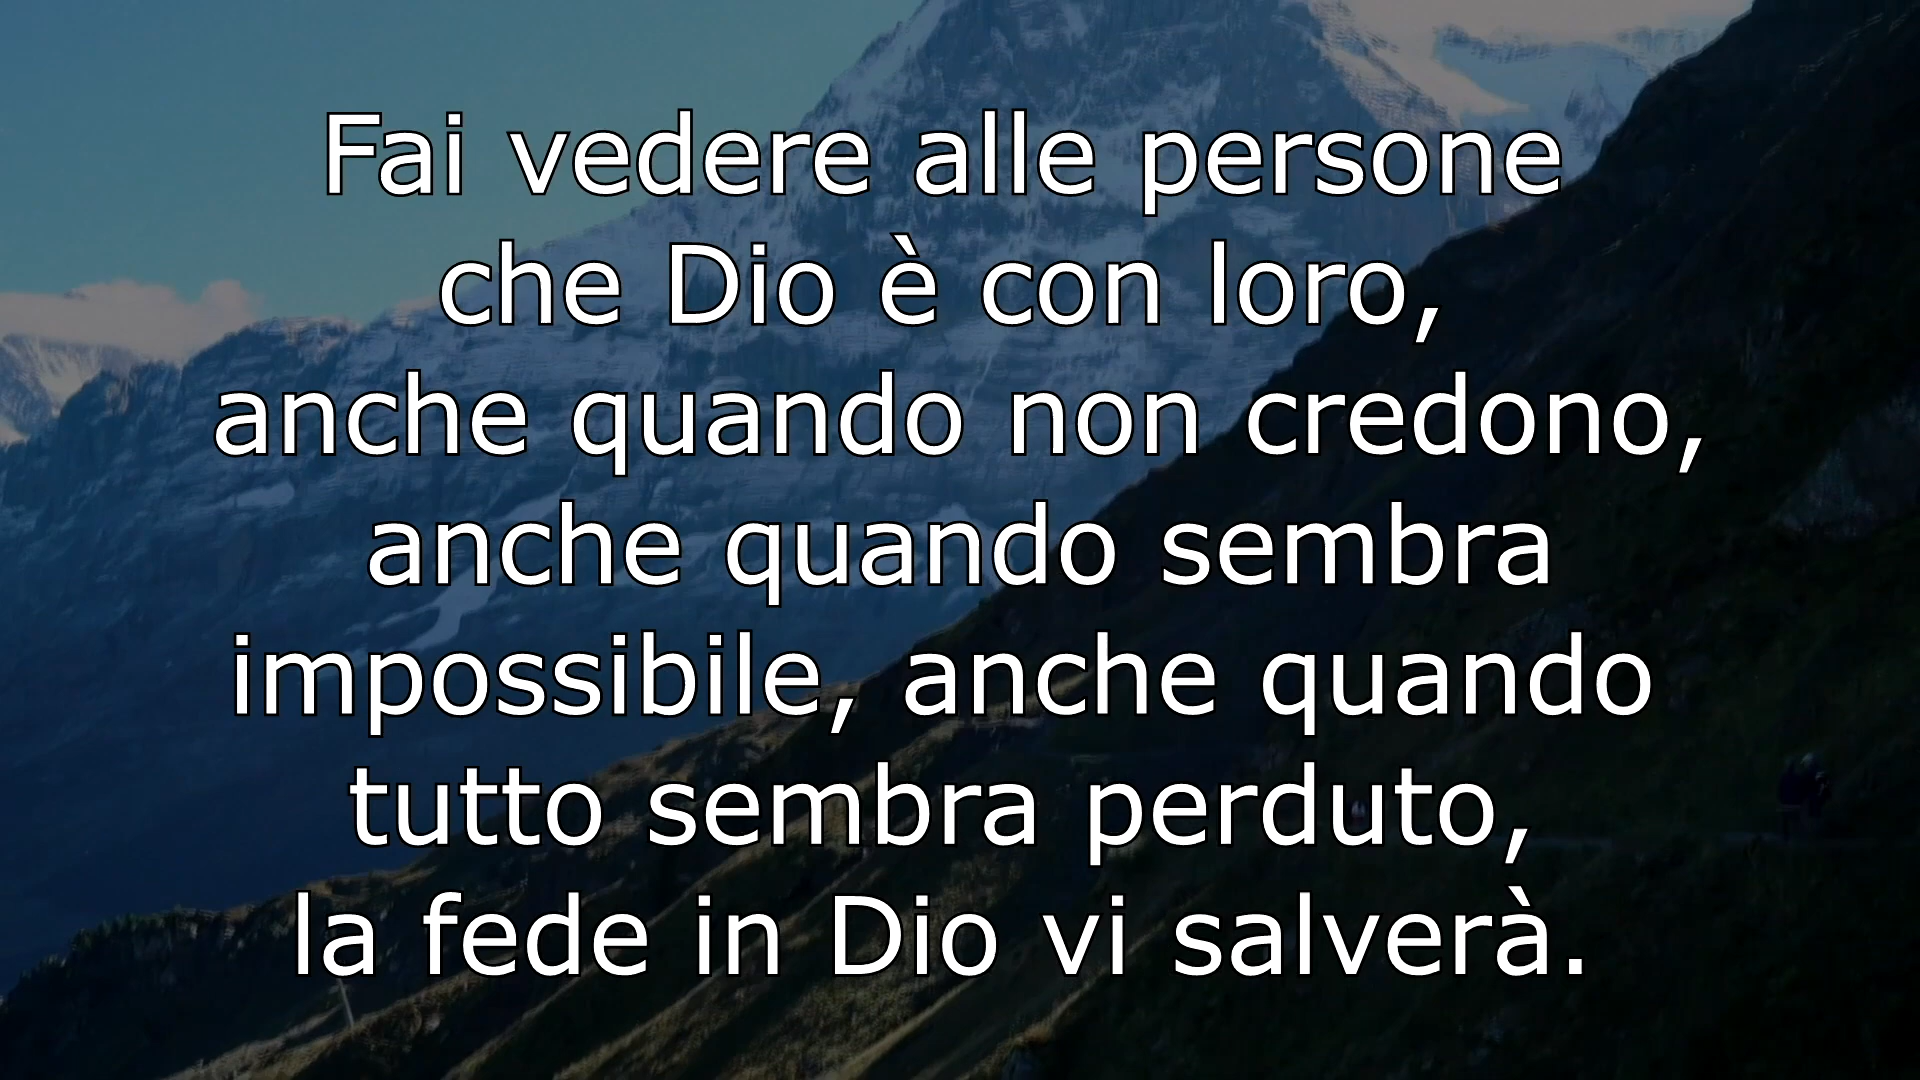 Fai vedere alle persone
che Dio è con loro,
anche quando non credono,
anche quando sembra
impossibile, anche quando
tutto sembra perduto,
la fede in Dio vi salverà.